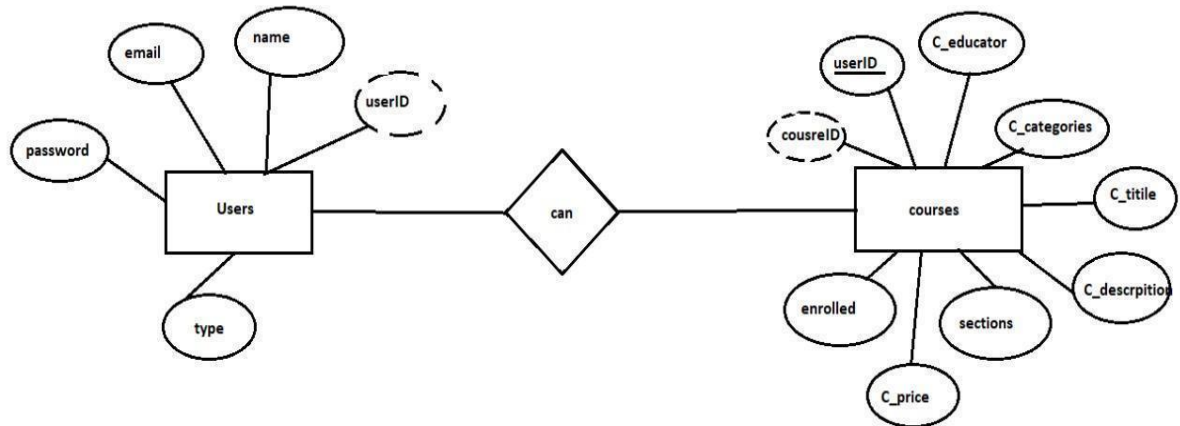 email
name
userID
password
Users
type
can
userID
C_educator
cousreID
C_categories
courses
C_titile
C_descrpition
enrolled
sections
C_price